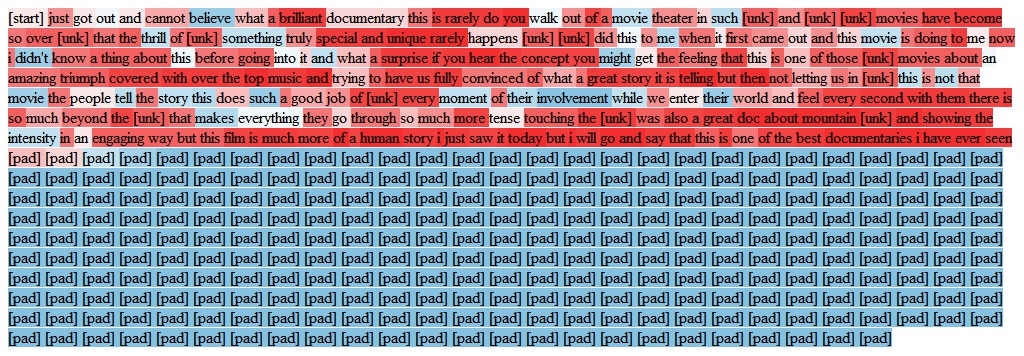 [start] just got out and cannot believe what a brilliant documentary this is rarely do you walk out of a movie theater in such [unk] and [unk] [unk] movies have become
so over [unk] that the thrill of [unk] something truly special and unique rarely happens [unk] [unk] did this to me when it first came out and this movie is doing to me now
i didn't know a thing about this before going into it and what a surprise if you hear the concept you might get the feeling that this is one of those [unk] movies about an
amazing triumph covered with over the top music and trying to have us fully convinced of what a great story it is telling but then not letting us in [unk] this is not that
movie the people tell the story this does such a good job of [unk] every moment of their involvement while we enter their world and feel every second with them there is
so much beyond the [unk] that makes everything they go through so much more tense touching the [unk] was also a great doc about mountain [unk] and showing the
intensity in an engaging way but this film is much more of a human story i just saw it today but i will go and say that this is one of the best documentaries i have ever seen
[pad] [pad] [pad] [pad] [pad] [pad] [pad] [pad] [pad] [pad] [pad] [pad] [pad] [pad] [pad] [pad] [pad] [pad] [pad] [pad] [pad] [pad] [pad] [pad] [pad] [pad] [pad]
[pad] [pad] [pad] [pad] [pad] [pad] [pad] [pad] [pad] [pad] [pad] [pad] [pad] [pad] [pad] [pad] [pad] [pad] [pad] [pad] [pad] [pad] [pad] [pad] [pad] [pad] [pad]
[pad] [pad] [pad] [pad] [pad] [pad] [pad] [pad] [pad] [pad] [pad] [pad] [pad] [pad] [pad] [pad] [pad] [pad] [pad] [pad] [pad] [pad] [pad] [pad] [pad] [pad] [pad]
[pad] [pad] [pad] [pad] [pad] [pad] [pad] [pad] [pad] [pad] [pad] [pad] [pad] [pad] [pad] [pad] [pad] [pad] [pad] [pad] [pad] [pad] [pad] [pad] [pad] [pad] [pad]
[pad] [pad] [pad] [pad] [pad] [pad] [pad] [pad] [pad] [pad] [pad] [pad] [pad] [pad] [pad] [pad] [pad] [pad] [pad] [pad] [pad] [pad] [pad] [pad] [pad] [pad] [pad]
[pad] [pad] [pad] [pad] [pad] [pad] [pad] [pad] [pad] [pad] [pad] [pad] [pad] [pad] [pad] [pad] [pad] [pad] [pad] [pad] [pad] [pad] [pad] [pad] [pad] [pad] [pad]
[pad] [pad] [pad] [pad] [pad] [pad] [pad] [pad] [pad] [pad] [pad] [pad] [pad] [pad] [pad] [pad] [pad] [pad] [pad] [pad] [pad] [pad] [pad] [pad] [pad] [pad] [pad]
[pad] [pad] [pad] [pad] [pad] [pad] [pad] [pad] [pad] [pad] [pad] [pad] [pad] [pad] [pad] [pad] [pad] [pad] [pad] [pad] [pad] [pad] [pad] [pad] [pad] [pad] [pad]
[pad] [pad] [pad] [pad] [pad] [pad] [pad] [pad] [pad] [pad] [pad] [pad] [pad] [pad] [pad] [pad] [pad] [pad] [pad] [pad] [pad] [pad] [pad] [pad] [pad] [pad] [pad]
[pad] [pad] [pad] [pad] [pad] [pad] [pad] [pad] [pad] [pad] [pad] [pad] [pad] [pad] [pad] [pad] [pad] [pad] [pad] [pad] [pad] [pad] [pad] [pad]